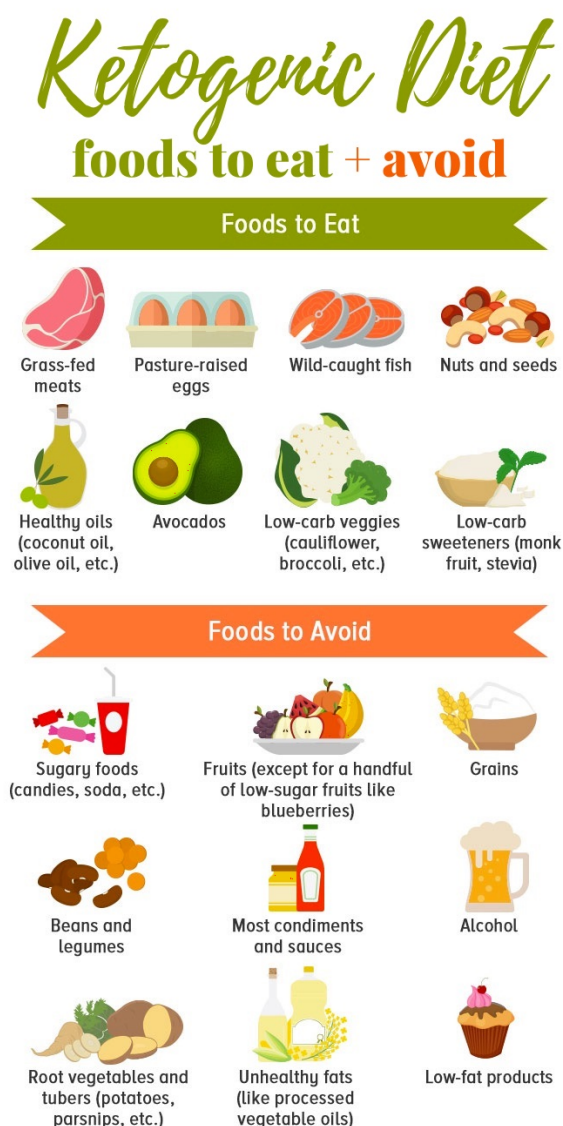 Ketogenic Diet
foods to eat + avoid
Foods to Eat
Grass-fed
meats
Pasture-raised
eggs
Wild-caught fish
Nuts and seeds
Healthy oils
(coconut oil,
olive oil, etc.)
Avocados
Low-carb veggies
(cauliflower,
broccoli, etc.)
Low-carb
sweeteners (monk
fruit, stevia)
Foods to Avoid
Sugary foods
(candies, soda, etc.)
Fruits (except for a handful
of low-sugar fruits like
blueberries)
Grains
Beans and
legumes
Most condiments
and sauces
Alcohol
Root vegetables and
tubers (potatoes,
parsnips, etc.)
Unhealthy fats
(like processed
vegetable oils)
Low-fat products